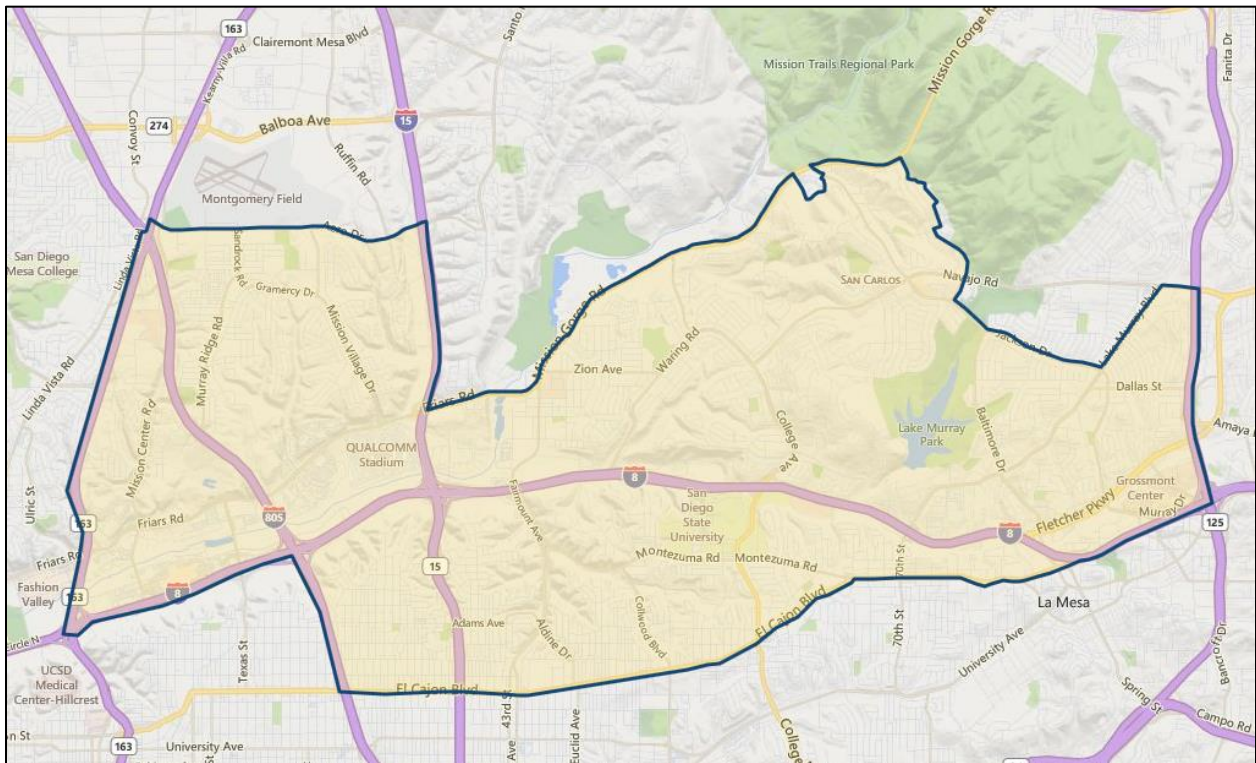 163
Clairemont Mesa Blvd
Kearny Villa Rd
Mission Gorge Rd
Fanita Dr
Mission Trails Regional Park
Convoy St
274
Balboa Ave
15
Ruffin Rd
Montgomery Field
Aero Dr
Linda Vista Rd
San Diego
Mesa College
Sandrock Rd
Gramercy Dr
Mission Village Dr
Murray Ridge Rd
SAN CARLOS
Navajo Rd
Mission Gorge Rd
Lake Murray Blvd
Jackson Dr
Waring Rd
Zion Ave
Linda Vista Rd
Dallas St
Friars Rd
Mission Center Rd
College Ave
Baltimore Dr
Lake Murray
Park
Amaya
QUALCOMM
Stadium
8
Fairmount Ave
San
Diego
State
University
Grossmont
Center
Murray Dr
Fletcher Pkwy
Ulric St
163
Friars Rd
805
8
125
Friars Rd
Montezuma Rd
Montezuma Rd
70th St
15
Fashion
Valley
163
8
La Mesa
El Cajon Blvd
Adams Ave
Aldine Dr
Collwood Blvd
Circle N
Texas St
70th St
University Ave
UCSD
Medical
Center-Hillcrest
Bancroft Dr
El Cajon Blvd
43rd St
Spring St
Campo Rd
163
University Ave
Ave
Euclid Ave
College
on St